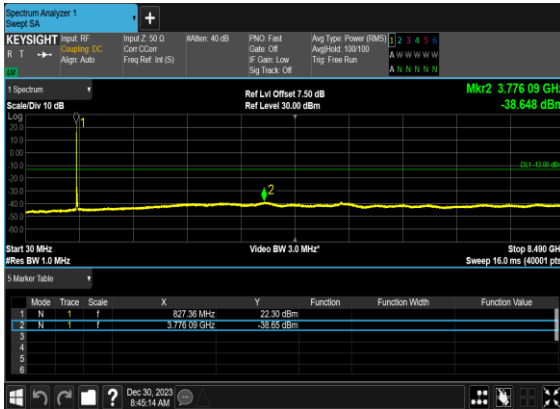 Spectrum Analyzer 1
Swept SA
+
KEYSIGHT Input: RF Input Z: 50 Ω #Atten: 40 dB PNO: Fast Avg Type: Power (RMS) 1 2 3 4 5 6
R T Coupling: DC Corr CCorr Gate: Off Avg|Hold: 100/100 A W W W W W
Align: Auto Freq Ref: Int (S) IF Gain: Low Trig: Free Run
Sig Track: Off A N N N N N
1 Spectrum
Ref Lvl Offset 7.50 dB Mkr2 3.776 09 GHz
Scale/Div 10 dB Ref Level 30.00 dBm -38.648 dBm
Log
20.0
10.0
0.00
-10.0
-20.0
-30.0
-40.0
-50.0
-60.0
1
2
DL1 -13.00 dBm
Start 30 MHz Video BW 3.0 MHz* Stop 8.490 GHz
#Res BW 1.0 MHz Sweep 16.0 ms (40001 pts)
5 Marker Table
Mode Trace Scale X Y Function Function Width Function Value
1 N 1 f 827.36 MHz 22.30 dBm
2 N 1 f 3.776 09 GHz -38.65 dBm
3
4
5
6
? Dec 30, 2023
8:45:14 AM